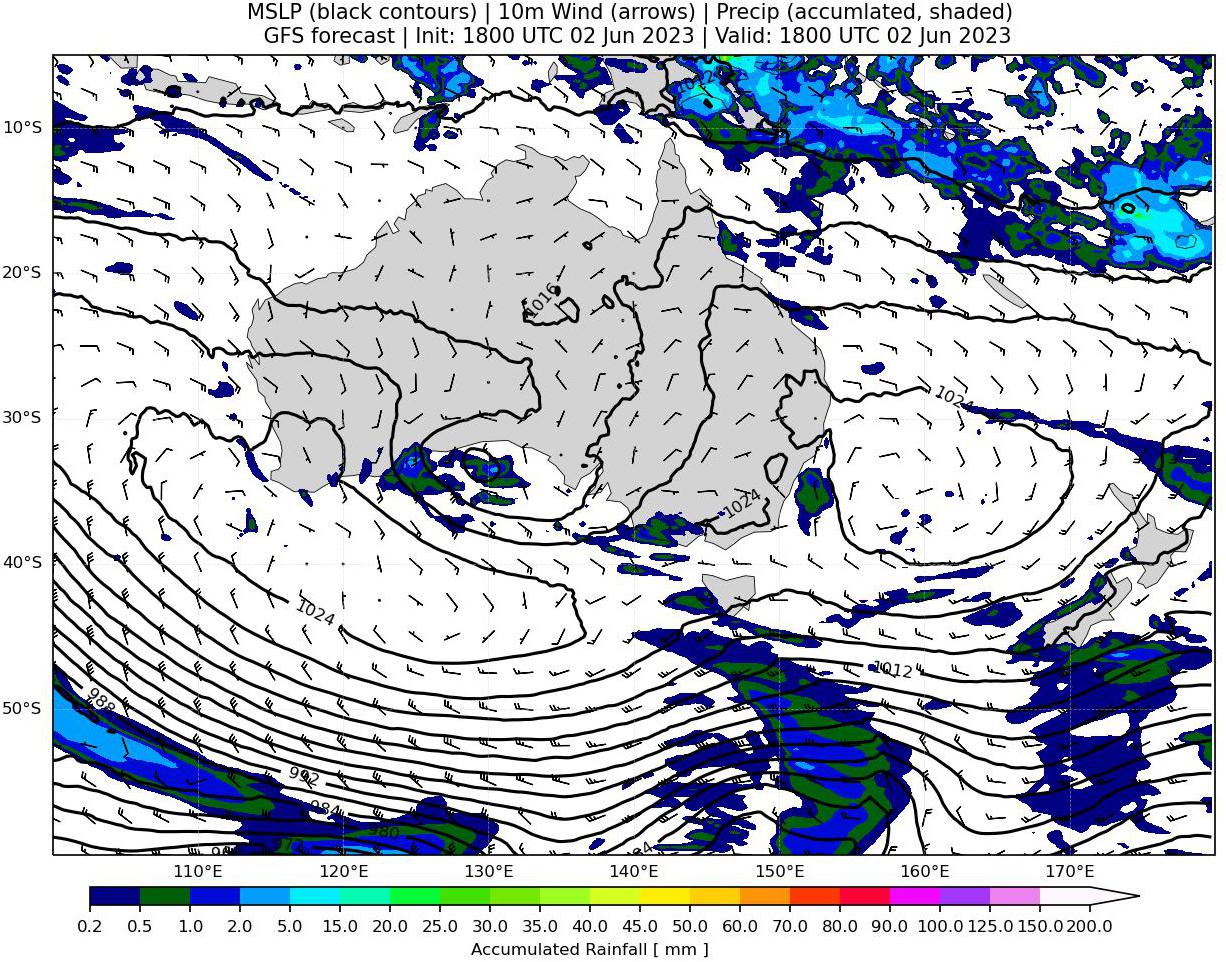 MSLP (black contours) | 10m Wind (arrows) | Precip (accumlated, shaded)
GFS forecast | Init: 1800 UTC 02 Jun 2023 | Valid: 1800 UTC 02 Jun 2023
1012
10°S
20°S
1016
30°S
1024
1024
40°S
1024
1012
50°S
988
992
984
980
972
110°E 120°E 130°E 140°E 150°E 160°E 170°E
0.2 0.5 1.0 2.0 5.0 15.0 20.0 25.0 30.0 35.0 40.0 45.0 50.0 60.0 70.0 80.0 90.0 100.0 125.0 150.0 200.0
Accumulated Rainfall [ mm ]